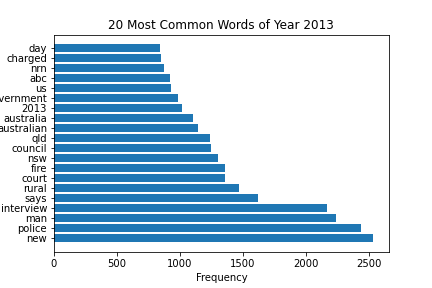 20 Most Common Words of Year 2013
day
charged
nrn
abc
us
vernment
2013
australia
australian
qld
council
nsw
fire
court
rural
says
interview
man
police
new
0 500 1000 1500 2000 2500
Frequency